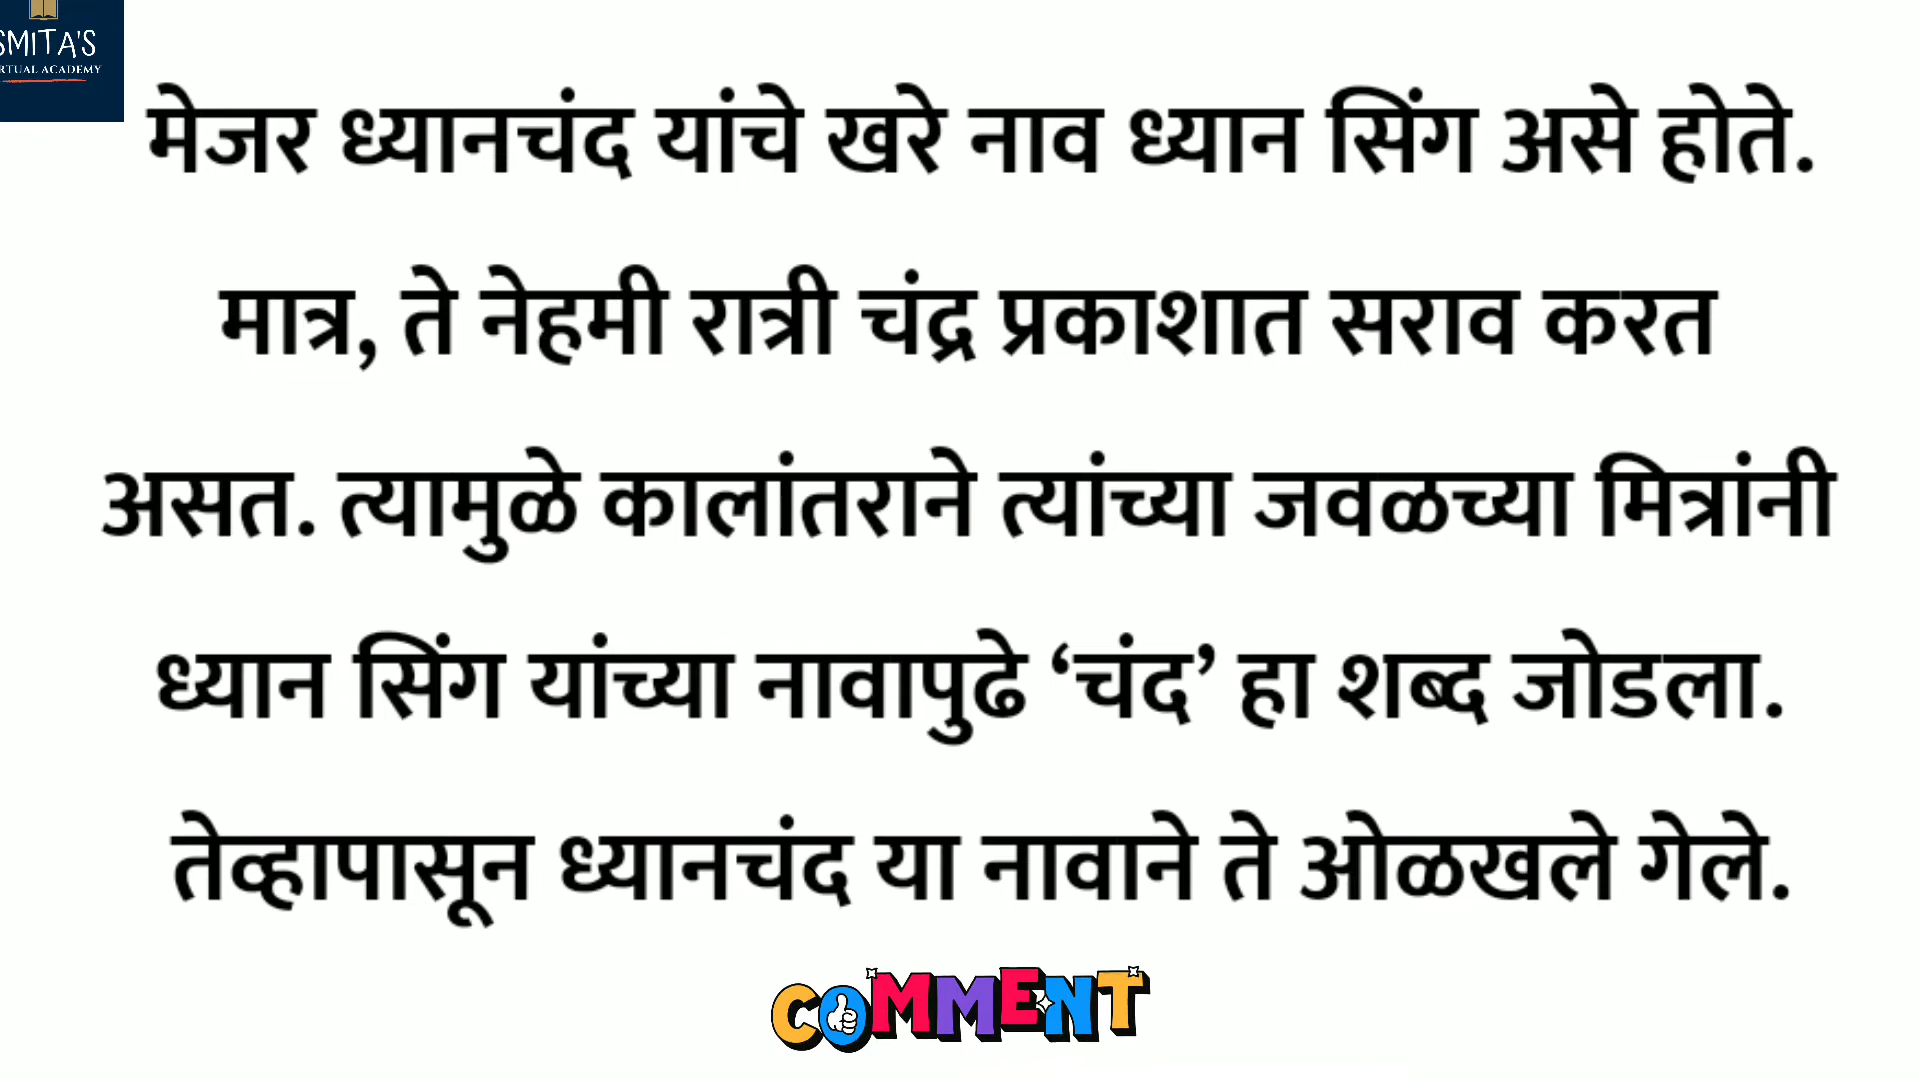 SMITA'S
RTUAL ACADEMY
मेजर ध्यानचंद यांचे खरे नाव ध्यान सिंग असे होते.
मात्र, ते नेहमी रात्री चंद्र प्रकाशात सराव करत
असत. त्यामुळे कालांतराने त्यांच्या जवळच्या मित्रांनी
ध्यान सिंग यांच्या नावापुढे ‘चंद’ हा शब्द जोडला.
तेव्हापासून ध्यानचंद या नावाने ते ओळखले गेले.
COMMENT